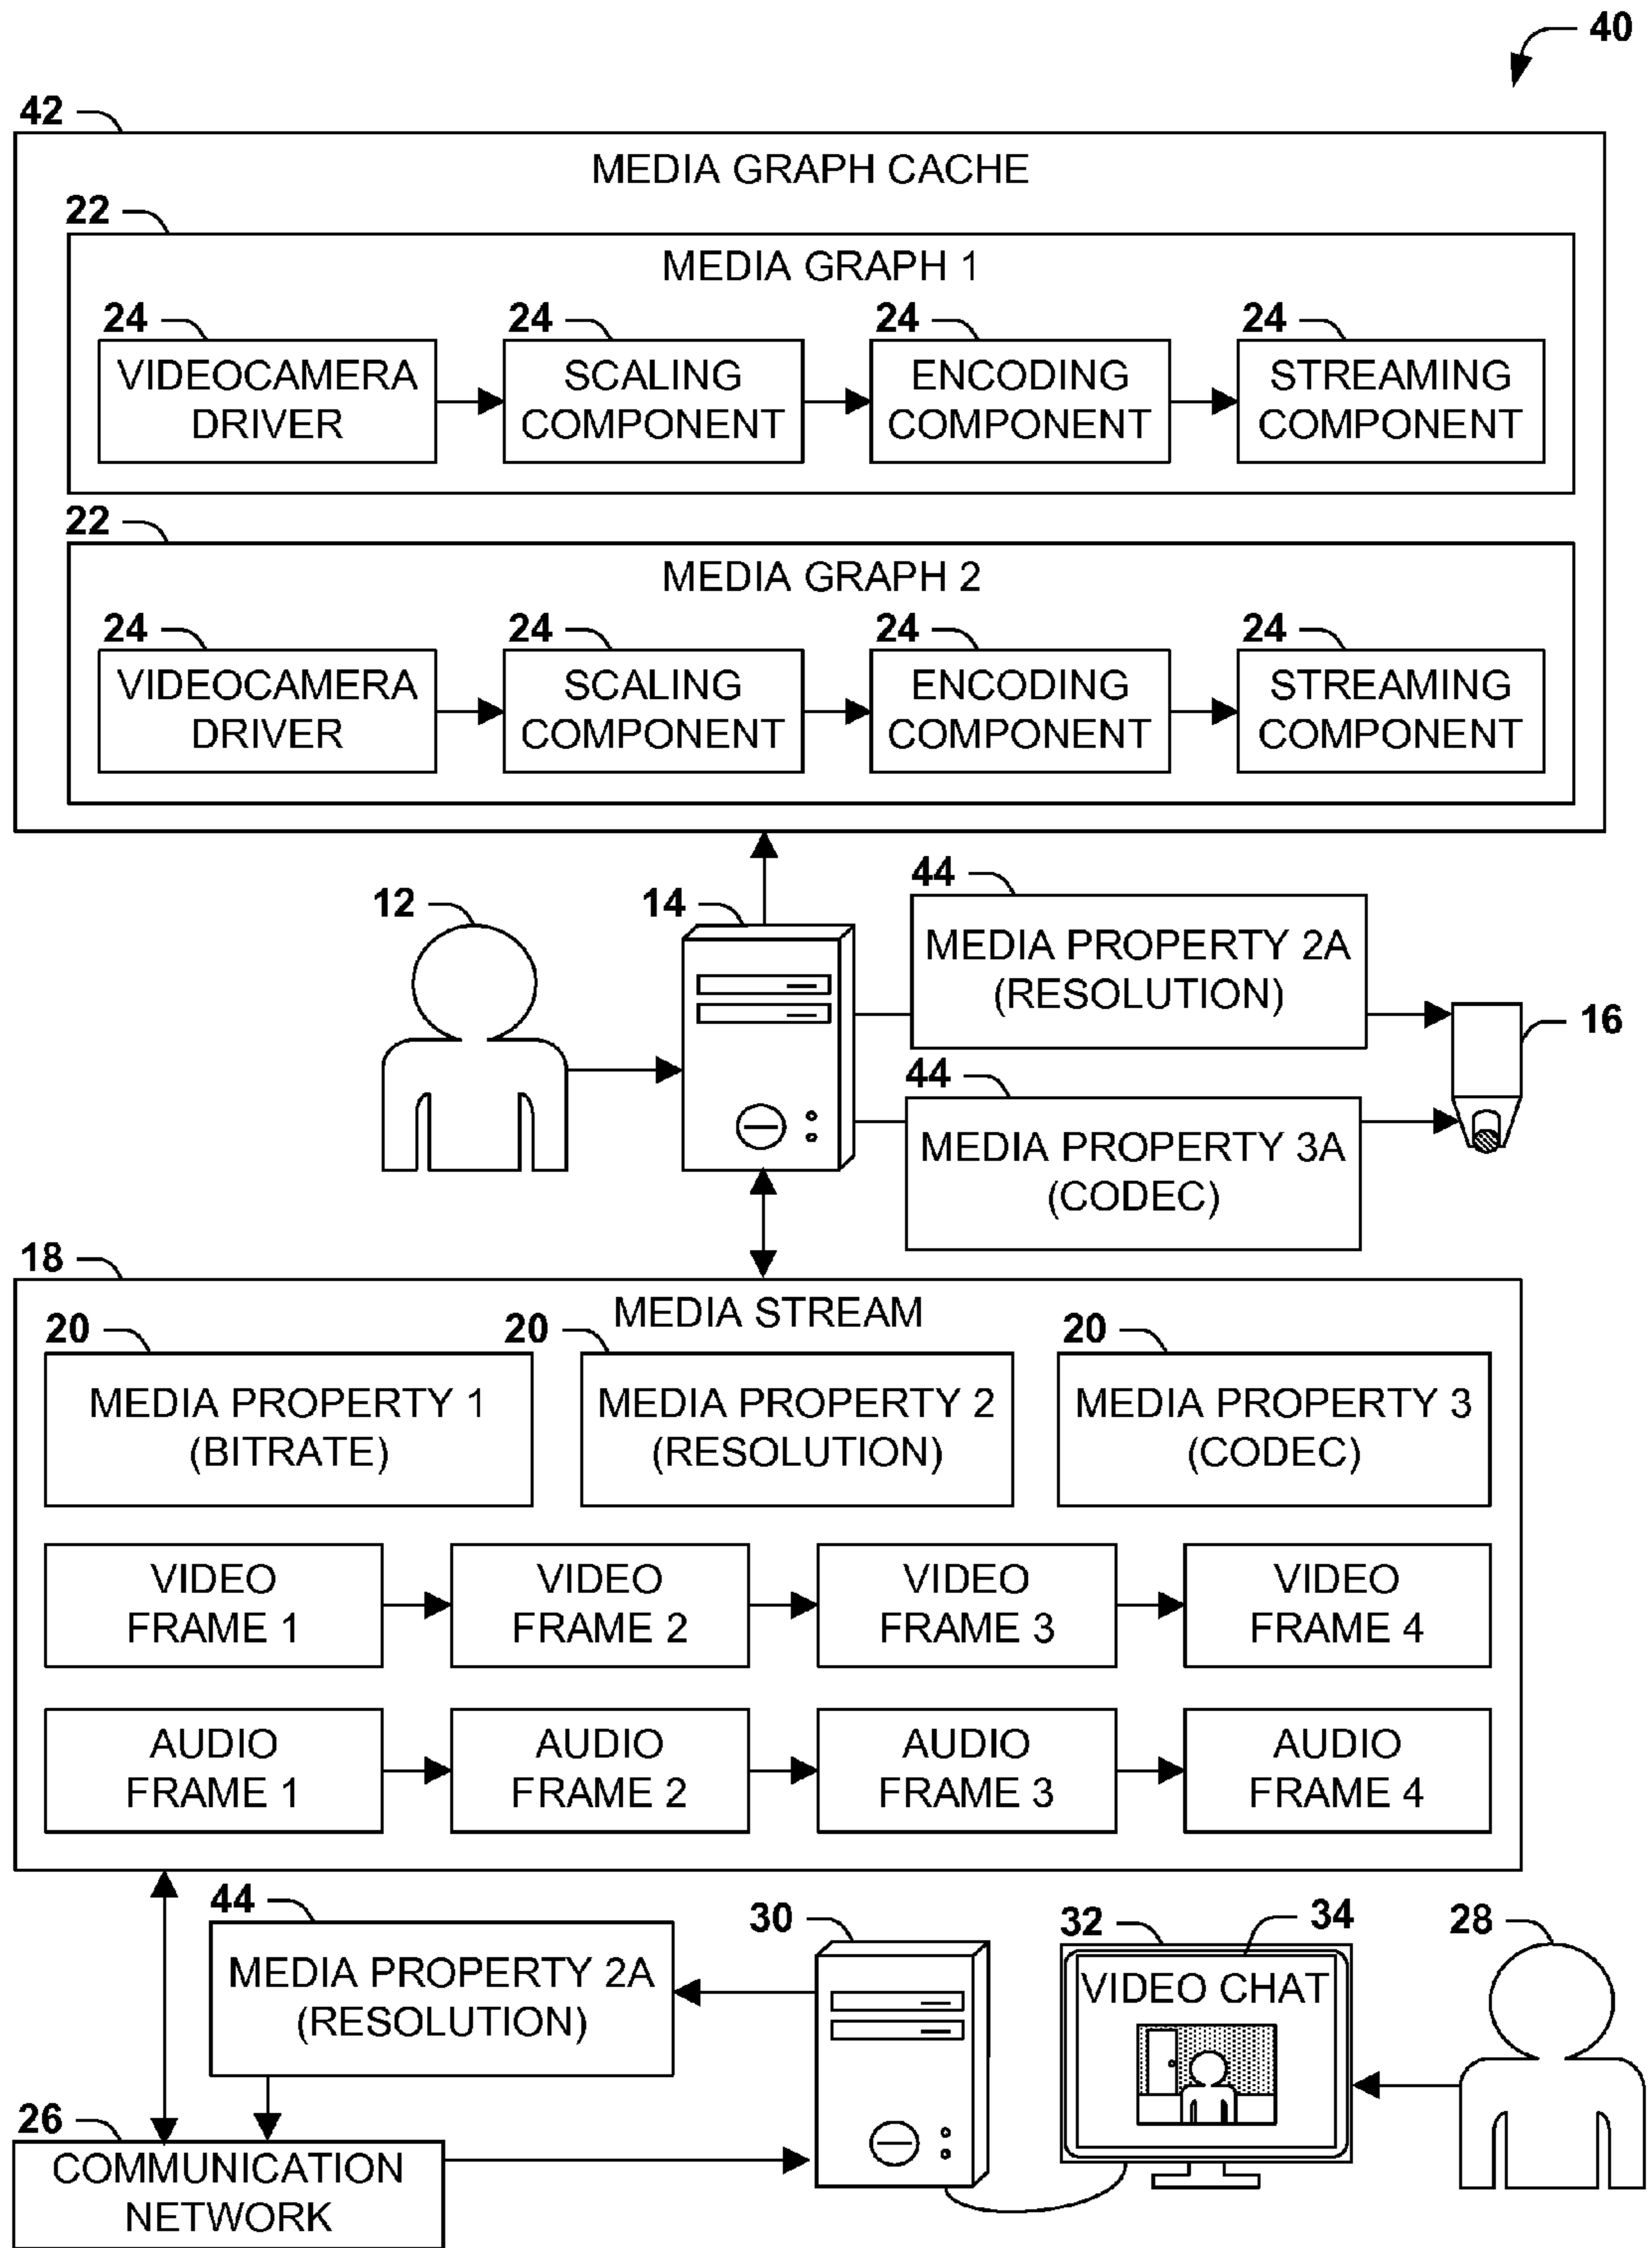 40
42
MEDIA GRAPH CACHE
22
MEDIA GRAPH 1
24 24 24 24
VIDEOCAMERA
DRIVER
SCALING
COMPONENT
ENCODING
COMPONENT
STREAMING
COMPONENT
22
MEDIA GRAPH 2
24 24 24 24
VIDEOCAMERA
DRIVER
SCALING
COMPONENT
ENCODING
COMPONENT
STREAMING
COMPONENT
12
14
44
MEDIA PROPERTY 2A
(RESOLUTION)
16
44
MEDIA PROPERTY 3A
(CODEC)
18
MEDIA STREAM
20 20 20
MEDIA PROPERTY 1
(BITRATE)
MEDIA PROPERTY 2
(RESOLUTION)
MEDIA PROPERTY 3
(CODEC)
VIDEO
FRAME 1
VIDEO
FRAME 2
VIDEO
FRAME 3
VIDEO
FRAME 4
AUDIO
FRAME 1
AUDIO
FRAME 2
AUDIO
FRAME 3
AUDIO
FRAME 4
44
MEDIA PROPERTY 2A
(RESOLUTION)
30
32
34
28
VIDEO CHAT
26
COMMUNICATION
NETWORK